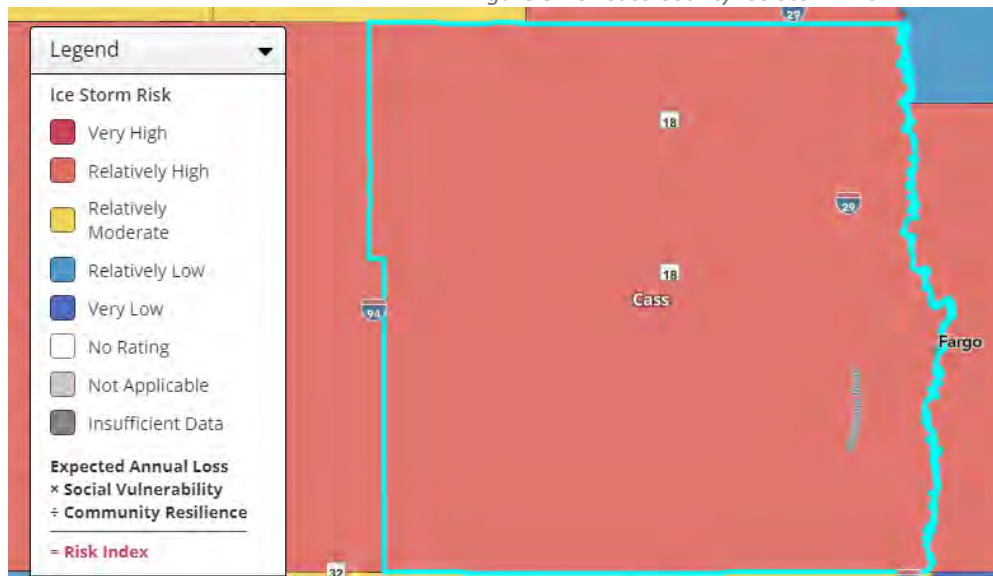 Legend
Ice Storm Risk
Very High
Relatively High
Relatively
Moderate
Relatively Low
Very Low
No Rating
Not Applicable
Insufficient Data
Expected Annual Loss
× Social Vulnerability
÷ Community Resilience
= Risk Index
29
18
29
18
Cass
94
Fargo
32